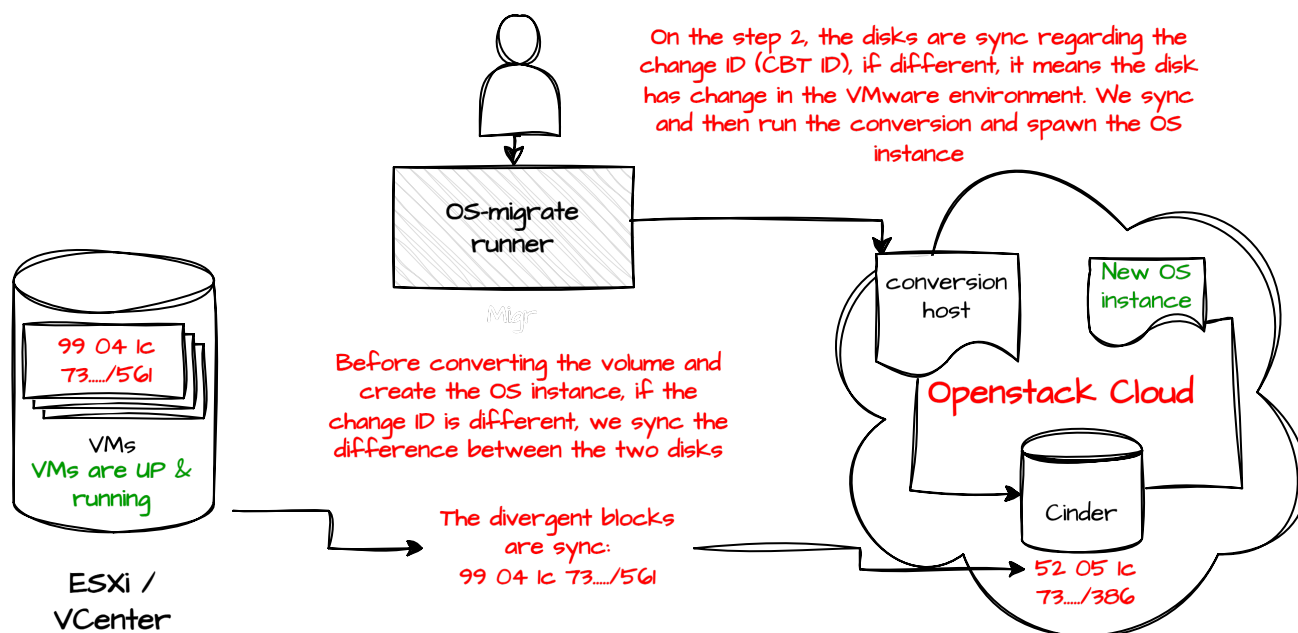 On the step 2, the disks are sync regarding the
change ID (CBT ID), if different, it means the disk
has change in the VMware environment. We sync
and then run the conversion and spawn the OS
instance
OS-migrate
runner
Migr
conversion
host
New OS
instance
99 04 1c
73...../561
VMs
VMs are UP &
running
ESXi /
VCenter
Before converting the volume and
create the OS instance, if the
change ID is different, we sync the
difference between the two disks
The divergent blocks
are sync:
99 04 1c 73...../561
Openstack Cloud
Cinder
52 05 1c
73...../386